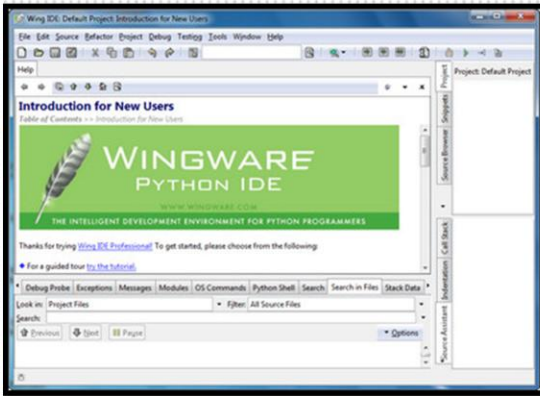 Wing IDE: Default Project: Introduction for New Users
File Edit Source Refactor Project Debug Testing Tools Window Help
Help
Introduction for New Users
Table of Contents >> Introduction for New Users
WINGWARE
PYTHON IDE
WWW.WINGWARE.COM
THE INTELLIGENT DEVELOPMENT ENVIRONMENT FOR PYTHON PROGRAMMERS
Thanks for trying Wing IDE Professional! To get started, please choose from the following:
For a guided tour try the tutorial.
Debug Probe Exceptions Messages Modules OS Commands Python Shell Search Search in Files Stack Data
Look in: Project Files Filter: All Source Files
Search:
Previous Next Pause Options
Project
Snippets
Source Browser
Call Stack
Indentation
Source Assistant
Project: Default Project